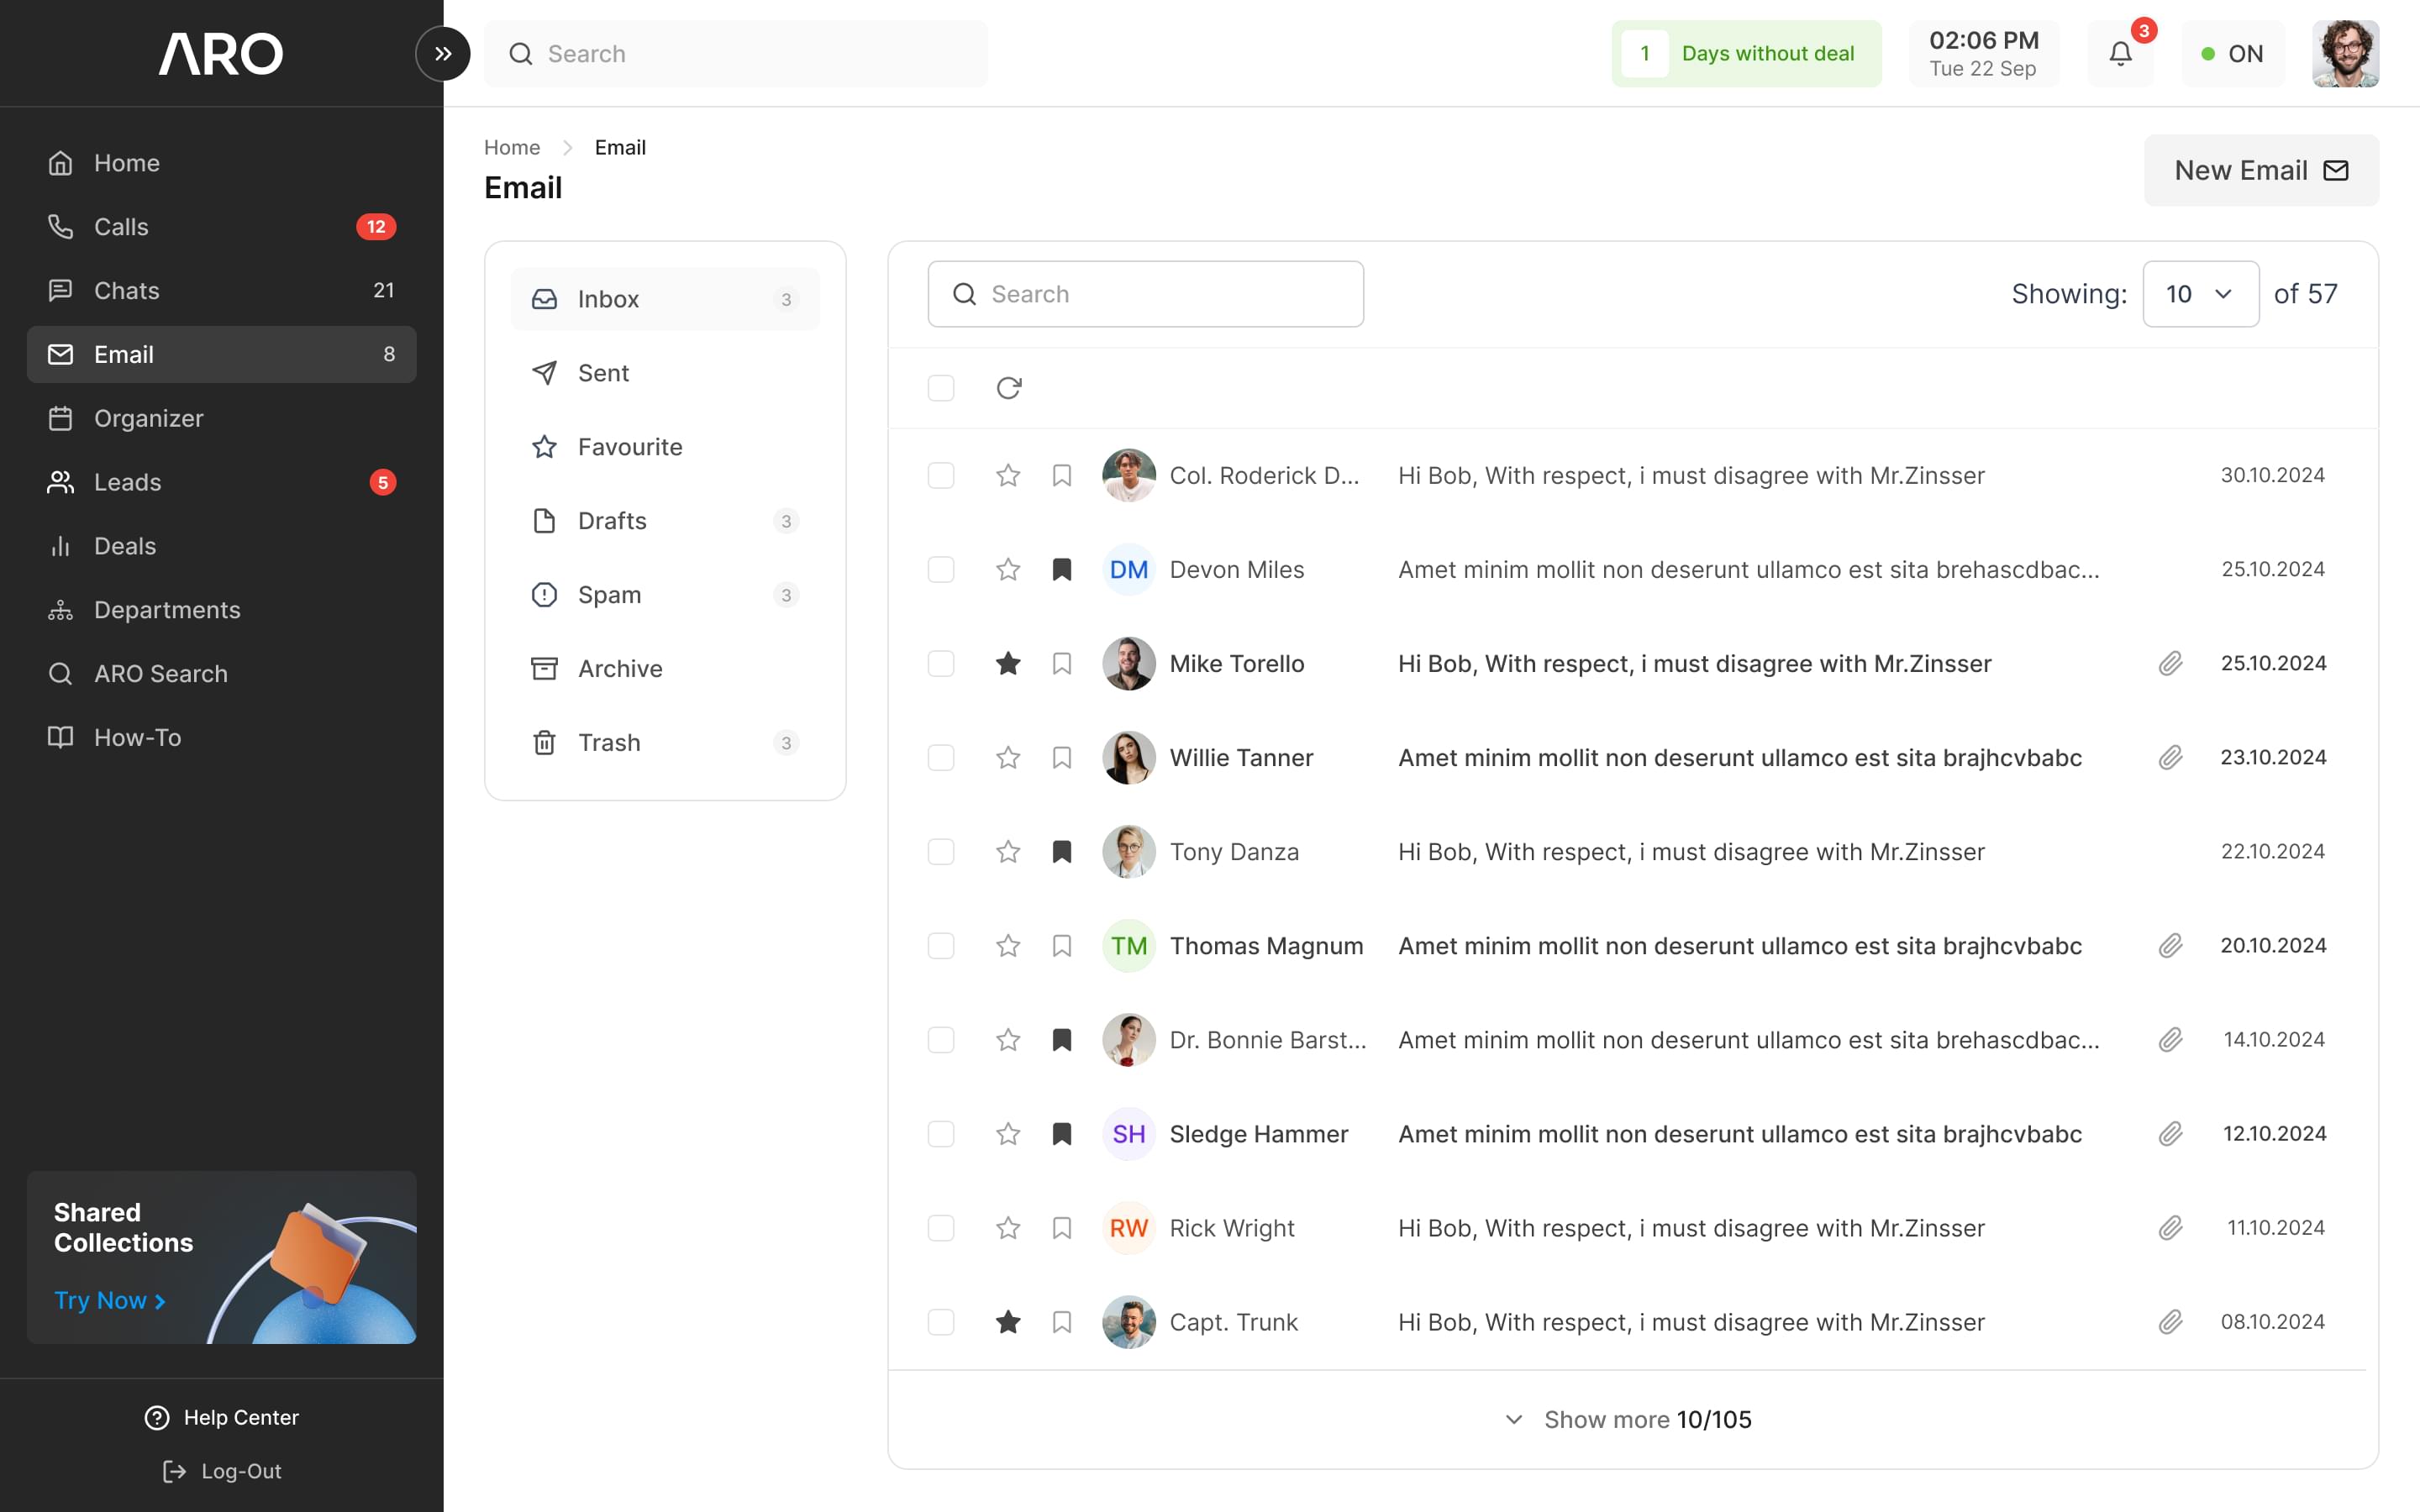 ARO
Search
1 Days without deal
02:06 PM
Tue 22 Sep
3
ON
Home
Calls 12
Chats 21
Email 8
Organizer
Leads 5
Deals
Departments
ARO Search
How-To
Shared
Collections
Try Now
Help Center
Log-Out
Home Email
Email
New Email
Inbox 3
Sent
Favourite
Drafts 3
Spam 3
Archive
Trash 3
Search
Showing: 10 of 57
Col. Roderick D... Hi Bob, With respect, i must disagree with Mr.Zinsser 30.10.2024
DM Devon Miles Amet minim mollit non deserunt ullamco est sita brehascdbac... 25.10.2024
Mike Torello Hi Bob, With respect, i must disagree with Mr.Zinsser 25.10.2024
Willie Tanner Amet minim mollit non deserunt ullamco est sita brajhcvbabc 23.10.2024
Tony Danza Hi Bob, With respect, i must disagree with Mr.Zinsser 22.10.2024
TM Thomas Magnum Amet minim mollit non deserunt ullamco est sita brajhcvbabc 20.10.2024
Dr. Bonnie Barst... Amet minim mollit non deserunt ullamco est sita brehascdbac... 14.10.2024
SH Sledge Hammer Amet minim mollit non deserunt ullamco est sita brajhcvbabc 12.10.2024
RW Rick Wright Hi Bob, With respect, i must disagree with Mr.Zinsser 11.10.2024
Capt. Trunk Hi Bob, With respect, i must disagree with Mr.Zinsser 08.10.2024
Show more 10/105